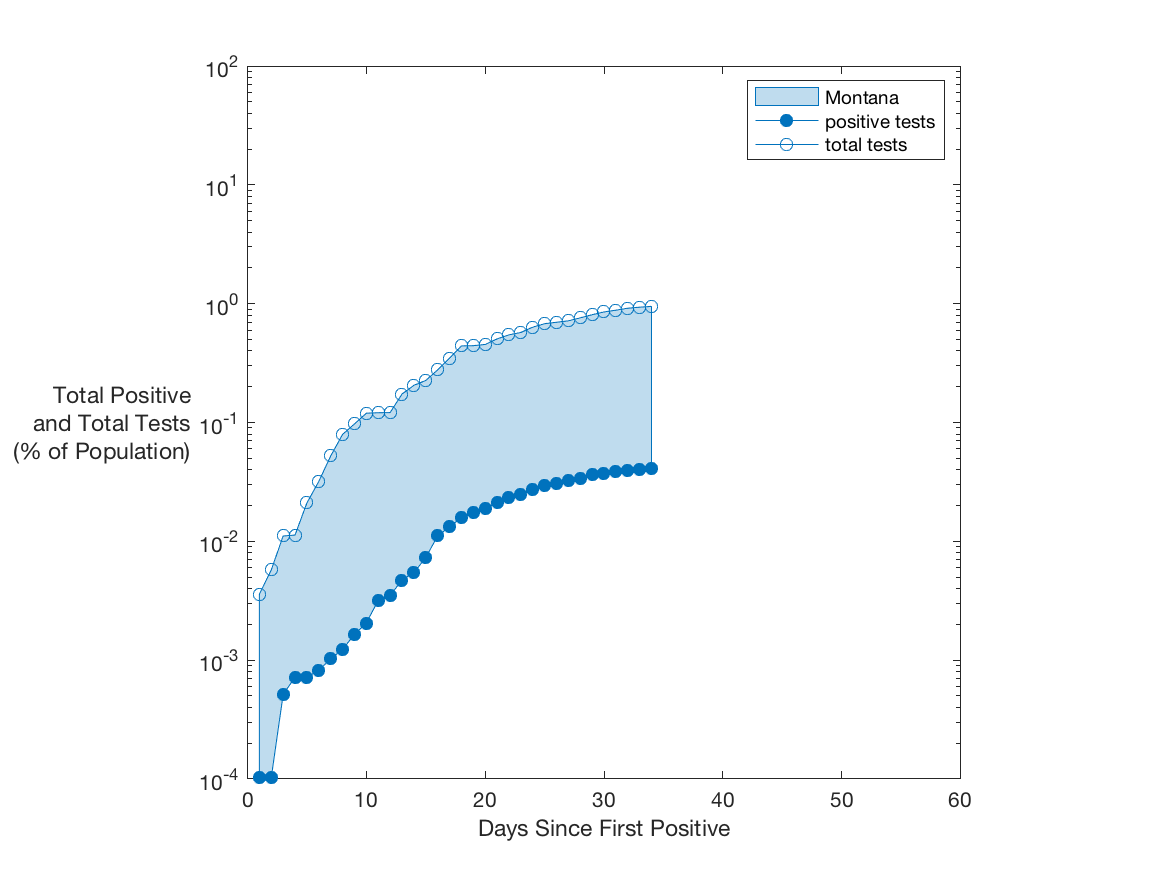 10^2
10^1
10^0
10^-1
10^-2
10^-3
10^-4
Total Positive
and Total Tests
(% of Population)
Montana
positive tests
total tests
0 10 20 30 40 50 60
Days Since First Positive